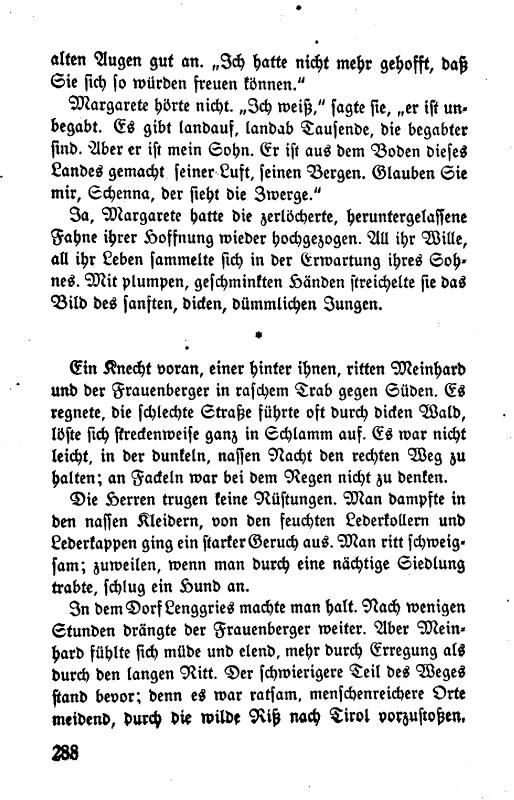 alten Augen gut an. „Ich hatte nicht mehr gehofft, daß
Sie sich so würden freuen können.“
Margarete hörte nicht. „Ich weiß,“ sagte sie, „er ist un-
begabt. Es gibt landauf, landab Tausende, die begabter
sind. Aber er ist mein Sohn. Er ist aus dem Boden dieses
Landes gemacht, seiner Luft, seinen Bergen. Glauben Sie
mir, Schenna, der sieht die Zwerge.“
Ja, Margarete hatte die zerlöcherte, heruntergelassene
Fahne ihrer Hoffnung wieder hochgezogen. All ihr Wille,
all ihr Leben sammelte sich in der Erwartung ihres Soh-
nes. Mit plumpen, geschminkten Händen streichelte sie das
Bild des sanften, dicken, dümmlichen Jungen.
*
Ein Knecht voran, einer hinter ihnen, ritten Meinhard
und der Frauenberger in raschem Trab gegen Süden. Es
regnete, die schlechte Straße führte oft durch dicken Wald,
löste sich streckenweise ganz in Schlamm auf. Es war nicht
leicht, in der dunkeln, nassen Nacht den rechten Weg zu
halten; an Fackeln war bei dem Regen nicht zu denken.
Die Herren trugen keine Rüstungen. Man dampfte in
den nassen Kleidern, von den feuchten Lederkollern und
Lederkappen ging ein starker Geruch aus. Man ritt schweig-
sam; zuweilen, wenn man durch eine nächtige Siedlung
trabte, schlug ein Hund an.
In dem Dorf Lenggries machte man halt. Nach wenigen
Stunden drängte der Frauenberger weiter. Aber Mein-
hard fühlte sich müde und elend, mehr durch Erregung als
durch den langen Ritt. Der schwierigere Teil des Weges
stand bevor; denn es war ratsam, menschenreichere Orte
meidend, durch die wilde Riß nach Tirol vorzustoßen.
288